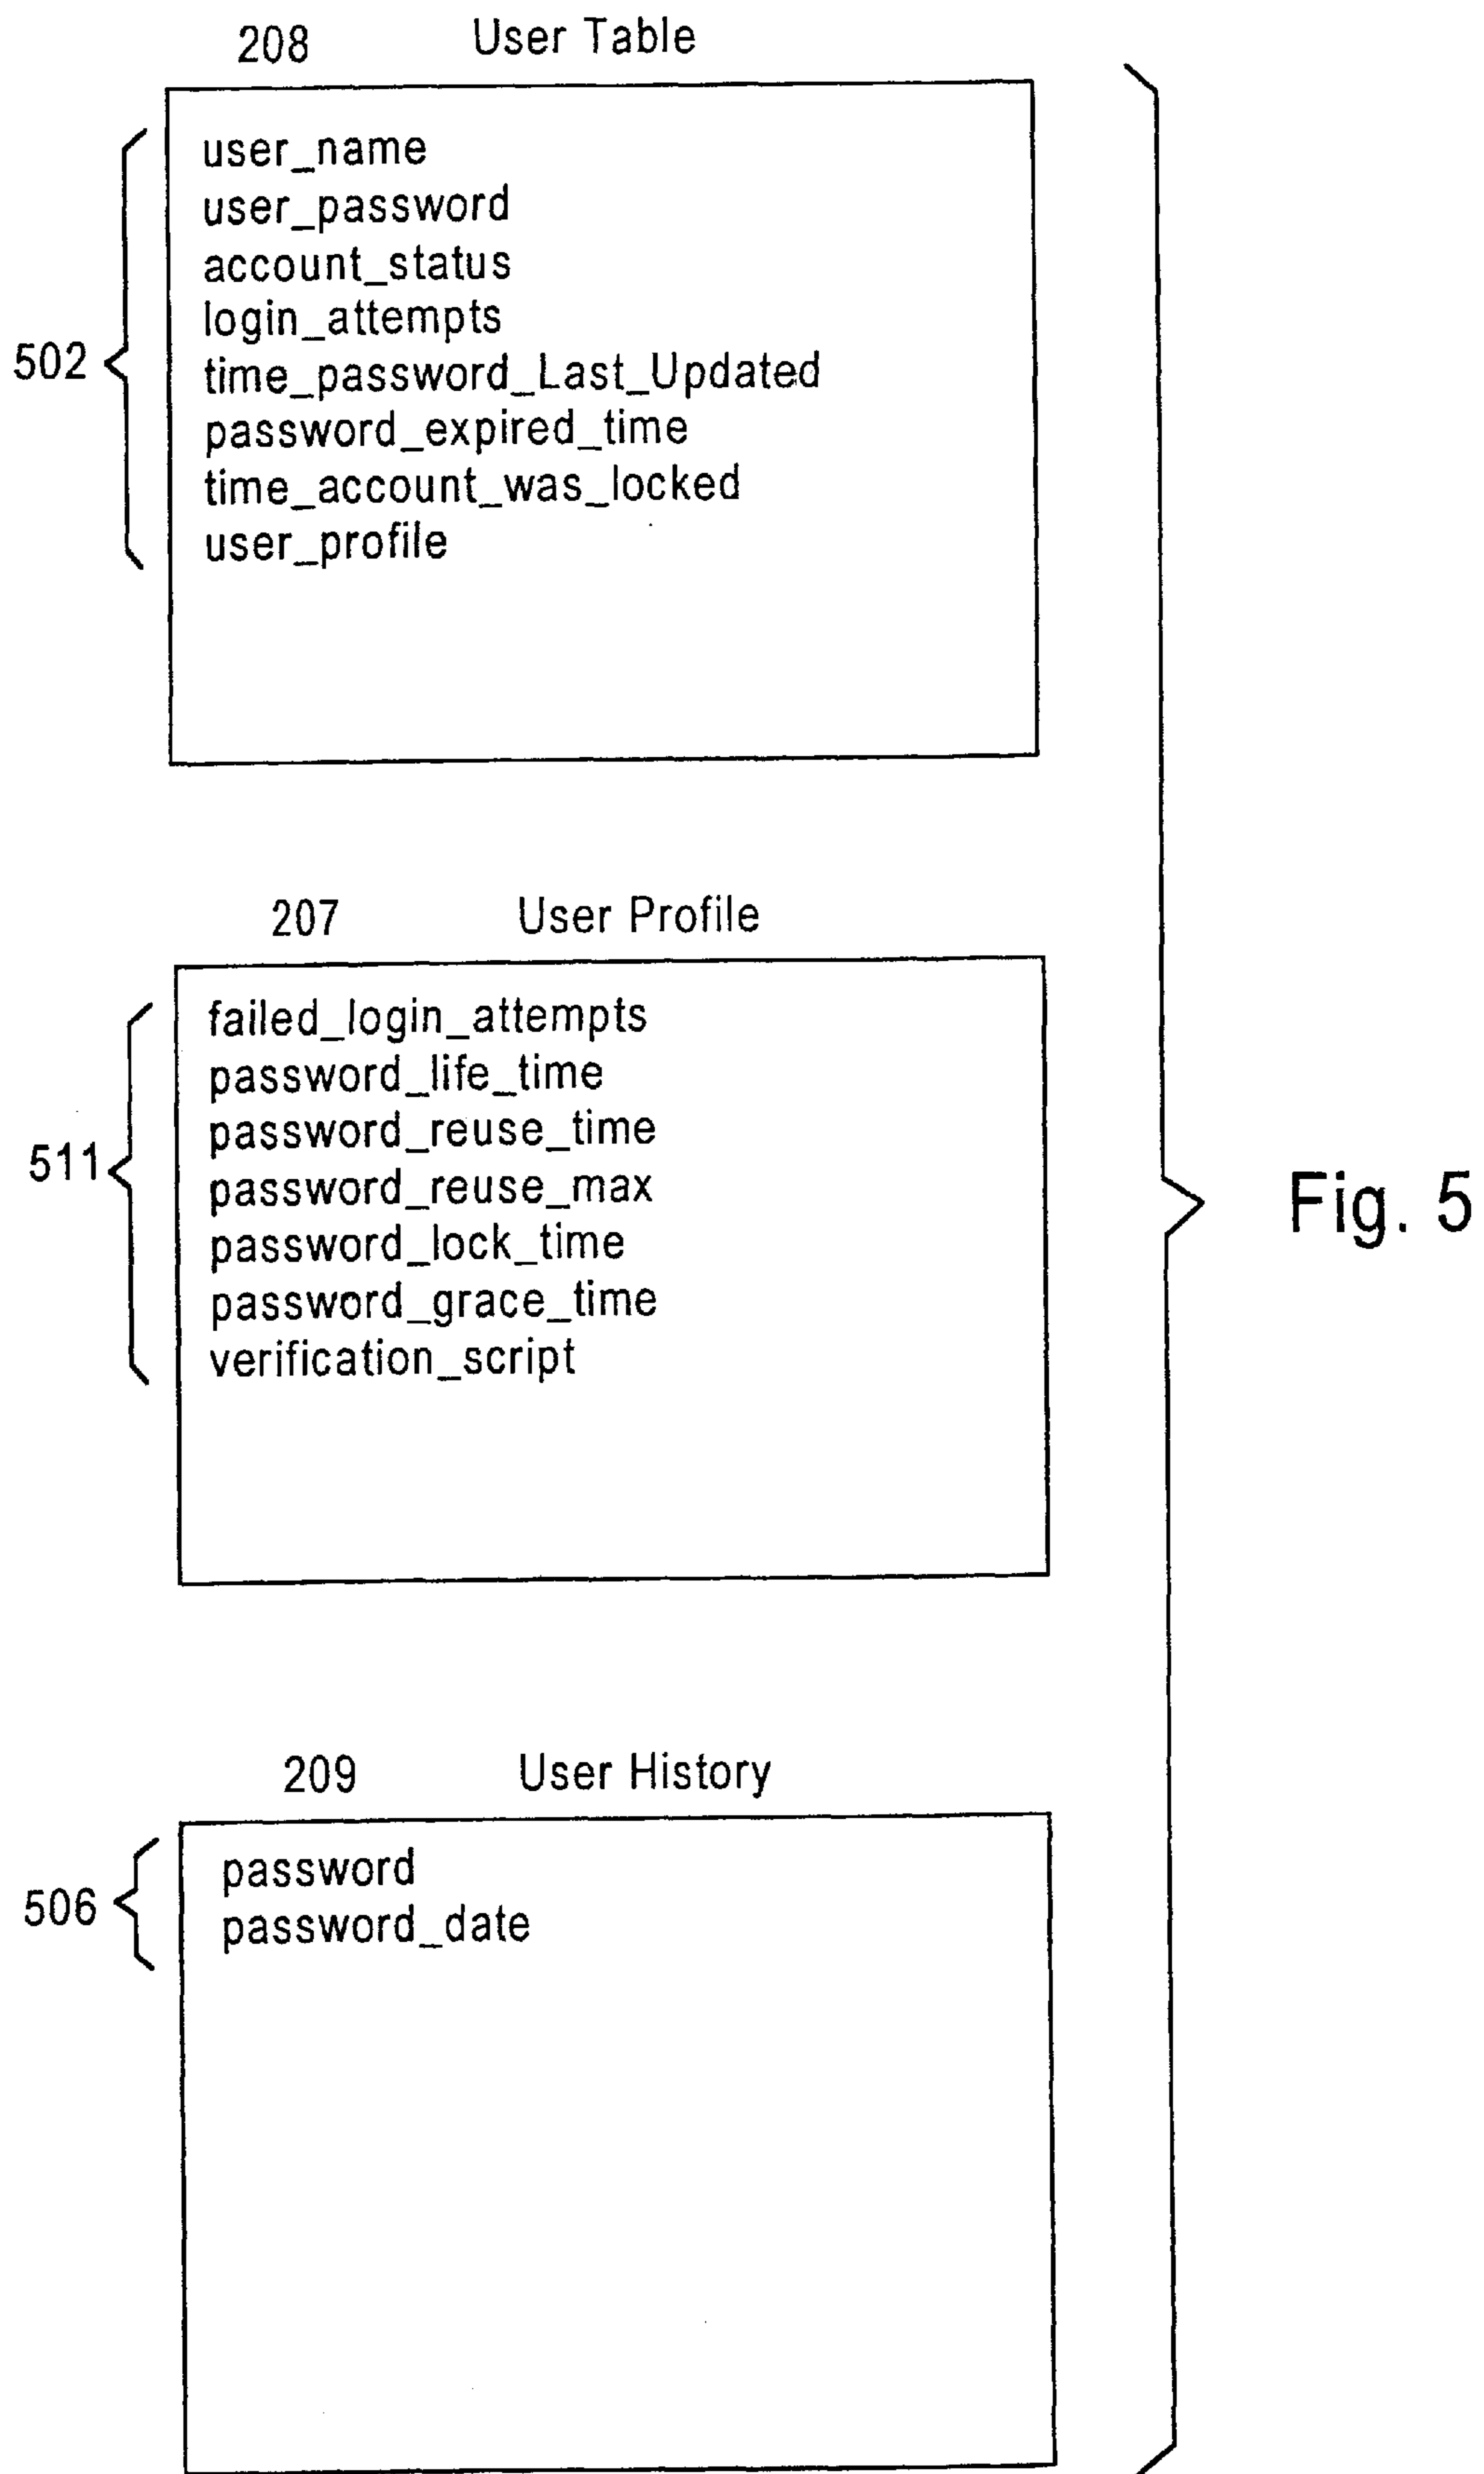 208 User Table
user_name
user_password
account_status
login_attempts
502
time_password_Last_Updated
password_expired_time
time_account_was_locked
user_profile
207 User Profile
failed_login_attempts
password_life_time
password_reuse_time
511
password_reuse_max
Fig. 5
password_lock_time
password_grace_time
verification_script
209 User History
password
506
password_date